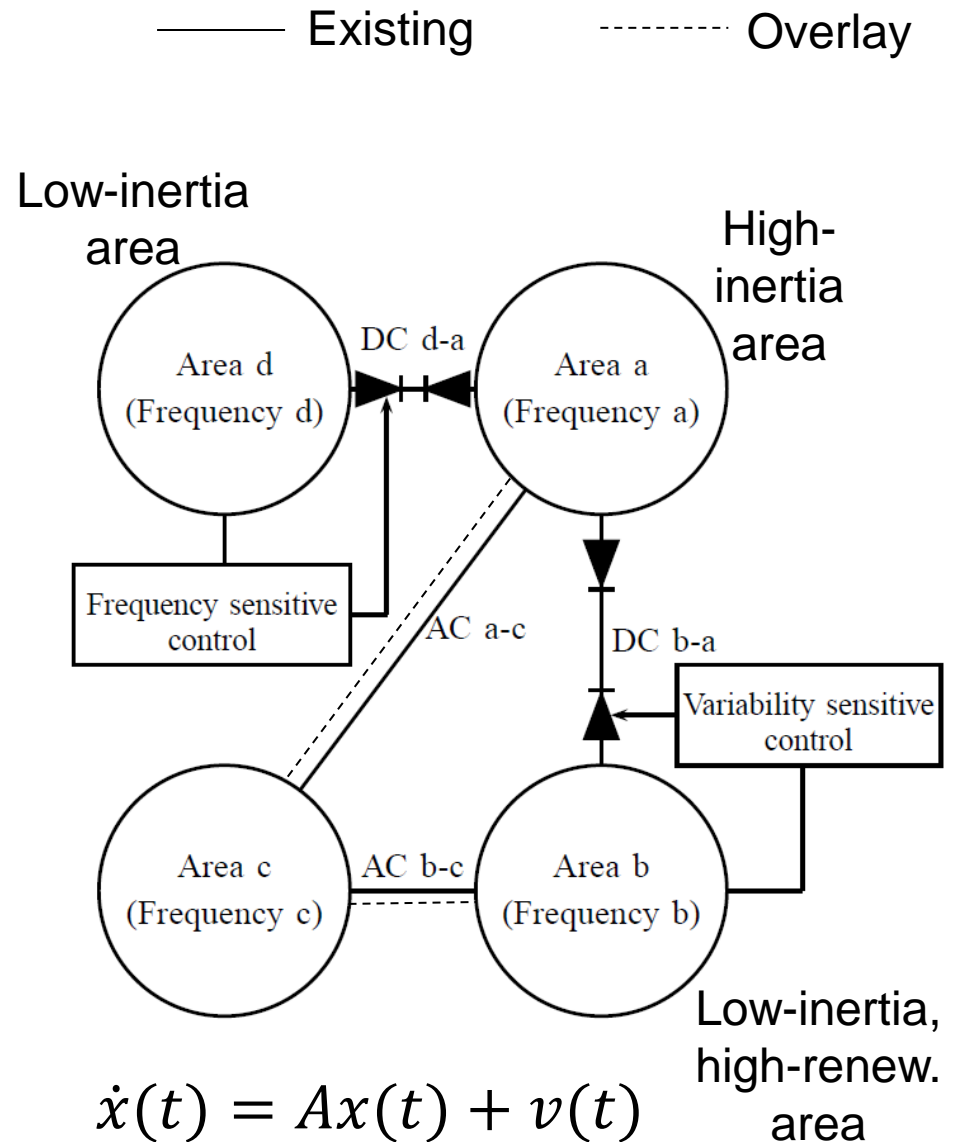 Existing
Overlay
Low-inertia
area
High-
inertia
area
DC d-a
Area d
(Frequency d)
Area a
(Frequency a)
Frequency sensitive
control
AC a-c
DC b-a
Variability sensitive
control
Area c
(Frequency c)
AC b-c
Area b
(Frequency b)
Low-inertia,
high-renew.
area
ẋ(t) = Ax(t) + v(t)